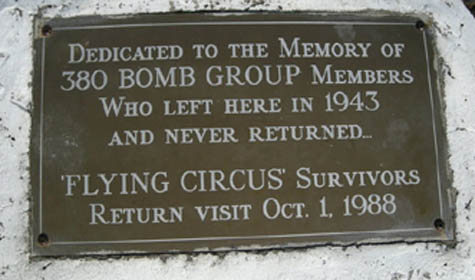 Dedicated to the Memory of
380 BOMB GROUP Members
Who left here in 1943
and never returned...
'FLYING CIRCUS' Survivors
Return visit Oct. 1, 1988